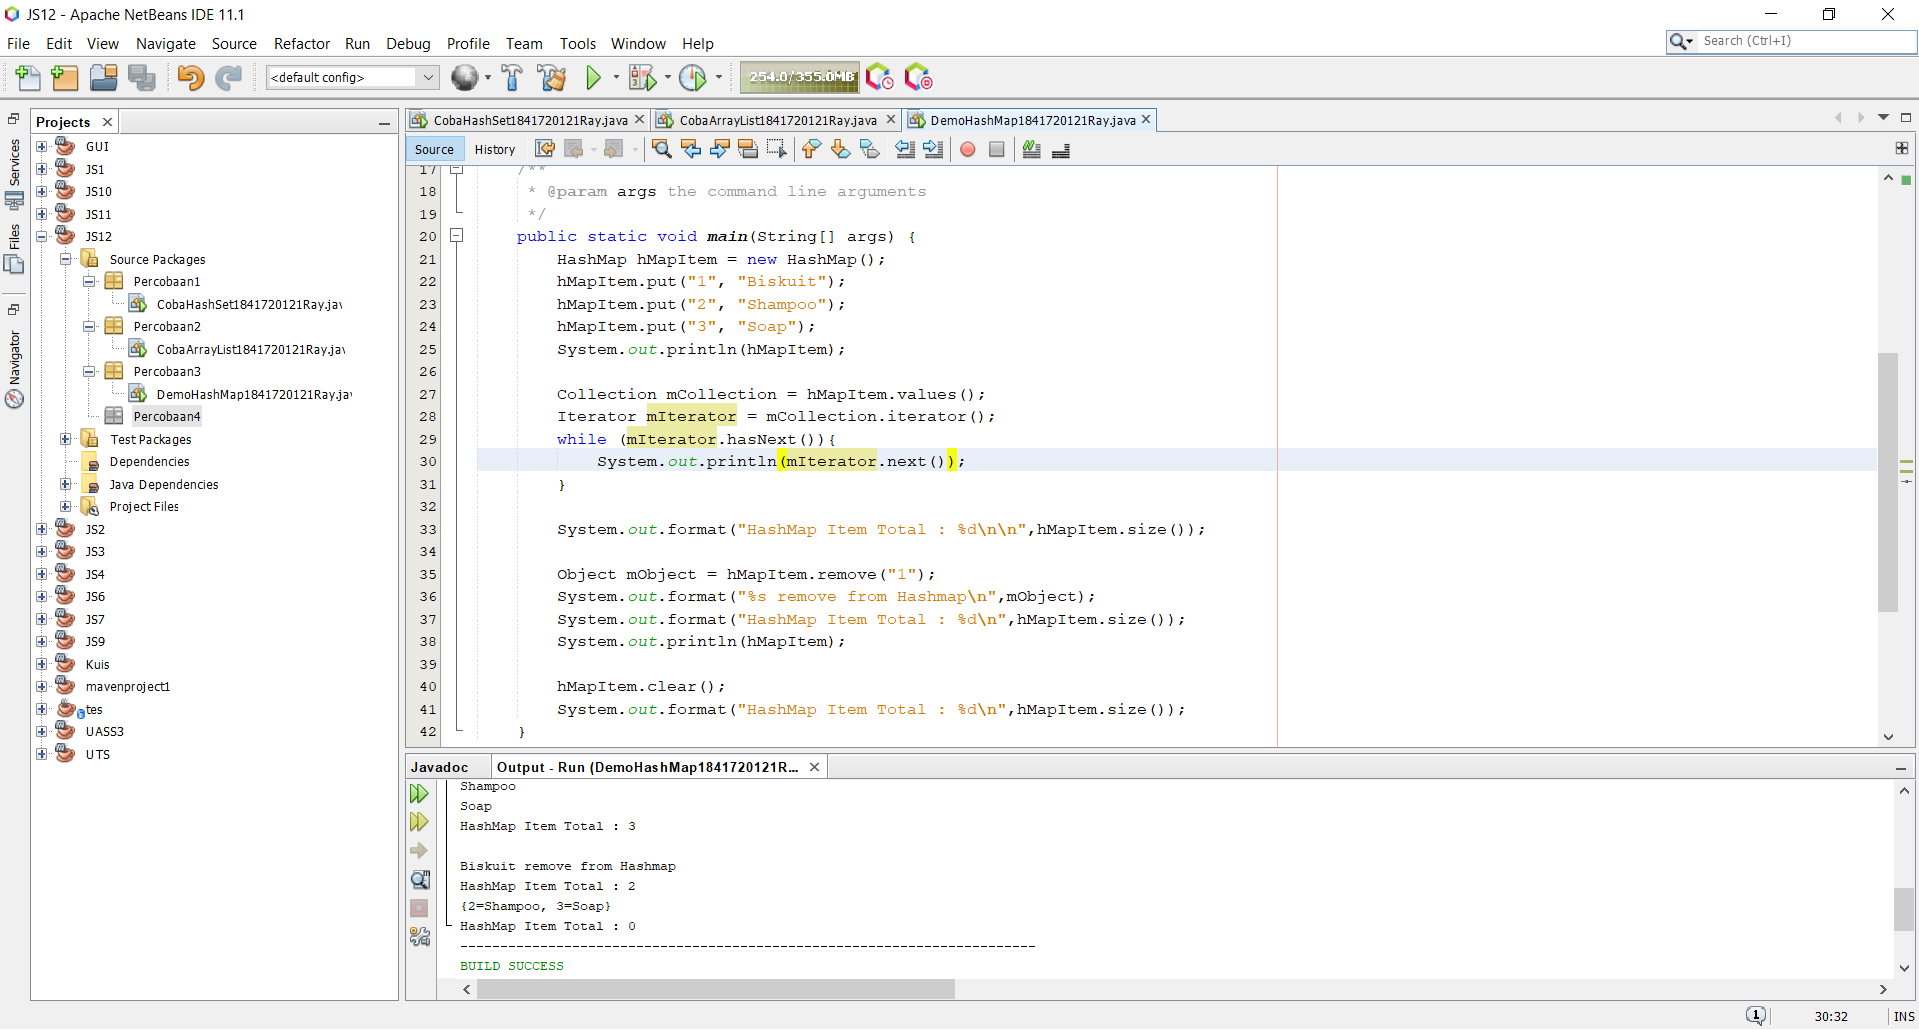 JS12 - Apache NetBeans IDE 11.1
File Edit View Navigate Source Refactor Run Debug Profile Team Tools Window Help
Search (Ctrl+I)
<default config>
254.0/355.0MB
Services
Files
Navigator
Projects
GUI
JS1
JS10
JS11
JS12
Source Packages
Percobaan1
CobaHashSet1841720121Ray.jav
Percobaan2
CobaArrayList1841720121Ray.jav
Percobaan3
DemoHashMap1841720121Ray.jav
Percobaan4
Test Packages
Dependencies
Java Dependencies
Project Files
JS2
JS3
JS4
JS6
JS7
JS9
Kuis
mavenproject1
tes
UASS3
UTS
CobaHashSet1841720121Ray.java CobaArrayList1841720121Ray.java DemoHashMap1841720121Ray.java
Source History
17 /**
18 * @param args the command line arguments
19 */
20 public static void main(String[] args) {
21 HashMap hMapItem = new HashMap();
22 hMapItem.put("1", "Biskuit");
23 hMapItem.put("2", "Shampoo");
24 hMapItem.put("3", "Soap");
25 System.out.println(hMapItem);
26
27 Collection mCollection = hMapItem.values();
28 Iterator mIterator = mCollection.iterator();
29 while (mIterator.hasNext()){
30 System.out.println(mIterator.next());
31 }
32
33 System.out.format("HashMap Item Total : %d\n\n",hMapItem.size());
34
35 Object mObject = hMapItem.remove("1");
36 System.out.format("%s remove from Hashmap\n",mObject);
37 System.out.format("HashMap Item Total : %d\n",hMapItem.size());
38 System.out.println(hMapItem);
39
40 hMapItem.clear();
41 System.out.format("HashMap Item Total : %d\n",hMapItem.size());
42 }
Javadoc Output - Run (DemoHashMap1841720121R...
Shampoo
Soap
HashMap Item Total : 3
Biskuit remove from Hashmap
HashMap Item Total : 2
{2=Shampoo, 3=Soap}
HashMap Item Total : 0
------------------------------------------------------------------------
BUILD SUCCESS
1 30:32 INS